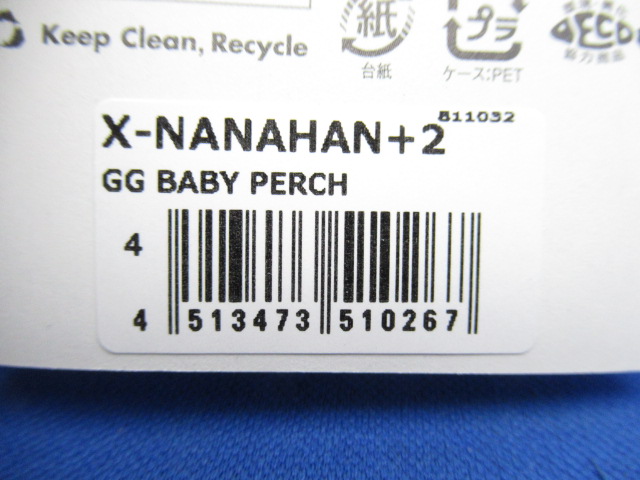 Keep Clean, Recycle
紙
台紙
プラ
ケース:PET
X-NANAHAN+2
811032
GG BABY PERCH
4
4 513473 510267